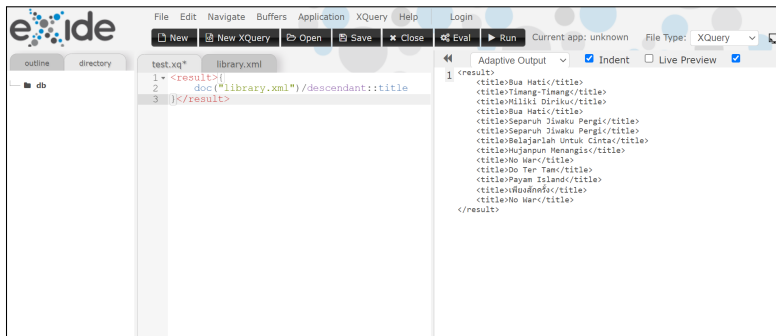 eXide
File Edit Navigate Buffers Application XQuery Help Login
New New XQuery Open Save Close Eval Run Current app: unknown File Type: XQuery
outline directory
db
test.xq* library.xml
1 <result>{
2 doc("library.xml")/descendant::title
3 }</result>
Adaptive Output Indent Live Preview
1 <result>
<title>Bua Hati</title>
<title>Timang-Timang</title>
<title>Miliki Diriku</title>
<title>Bua Hati</title>
<title>Separuh Jiwaku Pergi</title>
<title>Separuh Jiwaku Pergi</title>
<title>Belajarlah Untuk Cinta</title>
<title>Hujanpun Menangis</title>
<title>No War</title>
<title>Do Ter Tam</title>
<title>Payam Island</title>
<title>เพียงสักครั้ง</title>
<title>No War</title>
</result>